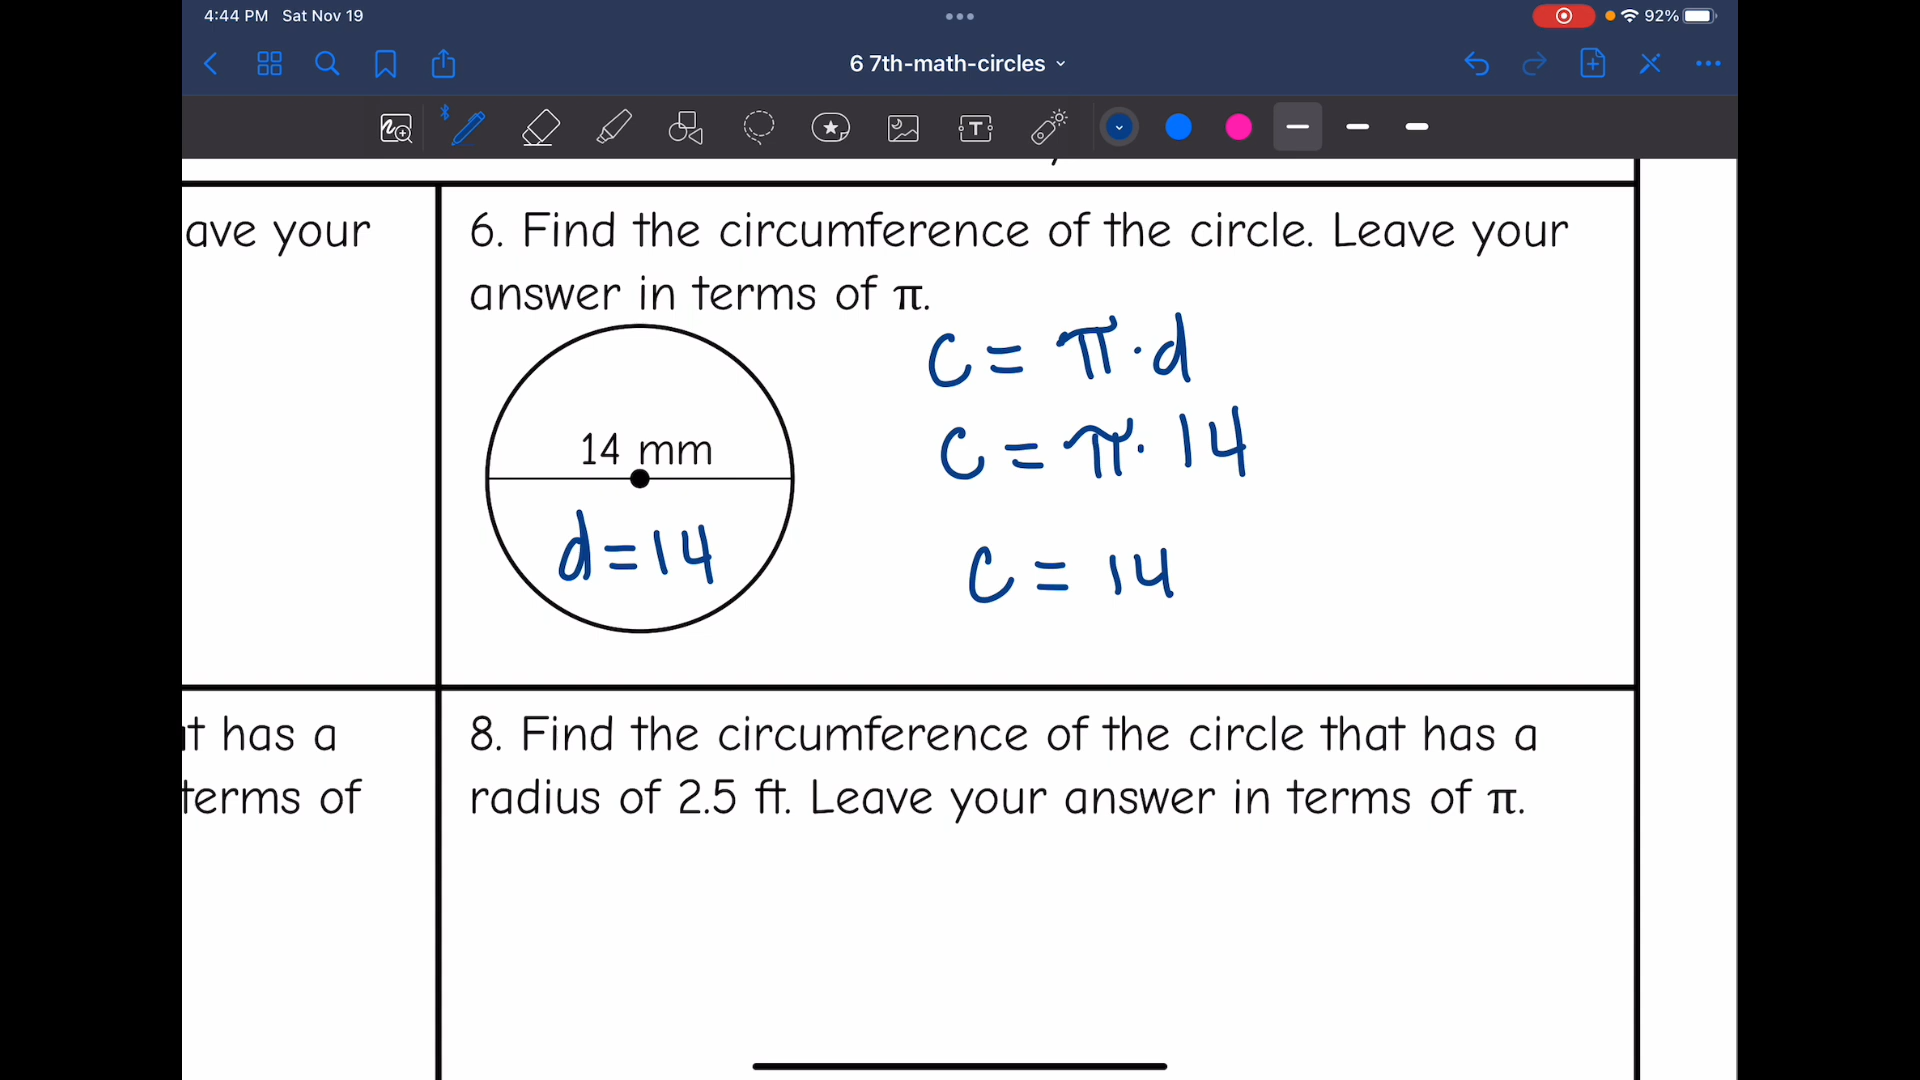 4:44 PM Sat Nov 19
92%
6 7th-math-circles
T
ave your
6. Find the circumference of the circle. Leave your
answer in terms of π.
C = π · d
14 mm
C = π · 14
d = 14
C = 14
t has a
terms of
8. Find the circumference of the circle that has a
radius of 2.5 ft. Leave your answer in terms of π.